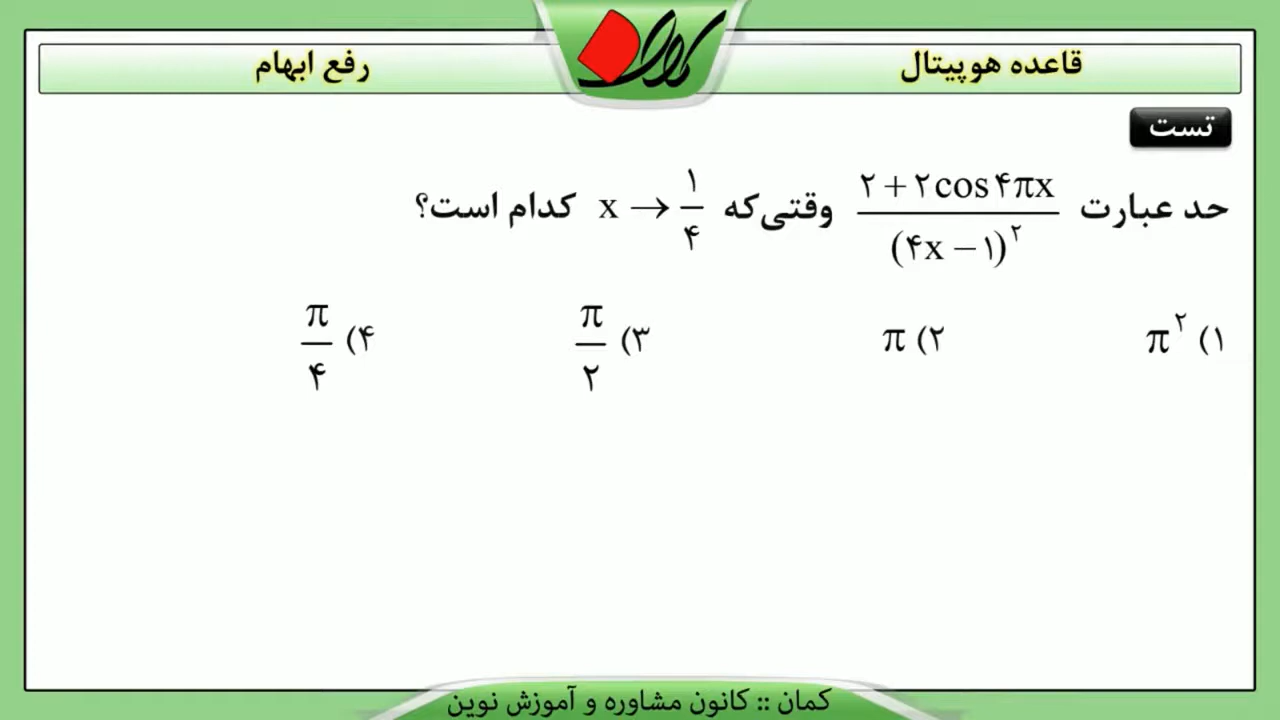 کمان
قاعده هوپیتال
رفع ابهام
تست
حد عبارت (۲+۲cos۴πx)/(۴x−۱)^۲ وقتی‌که x→۱/۴ کدام است؟
۱) π^۲ ۲) π ۳) π/۲ ۴) π/۴
کمان :: کانون مشاوره و آموزش نوین